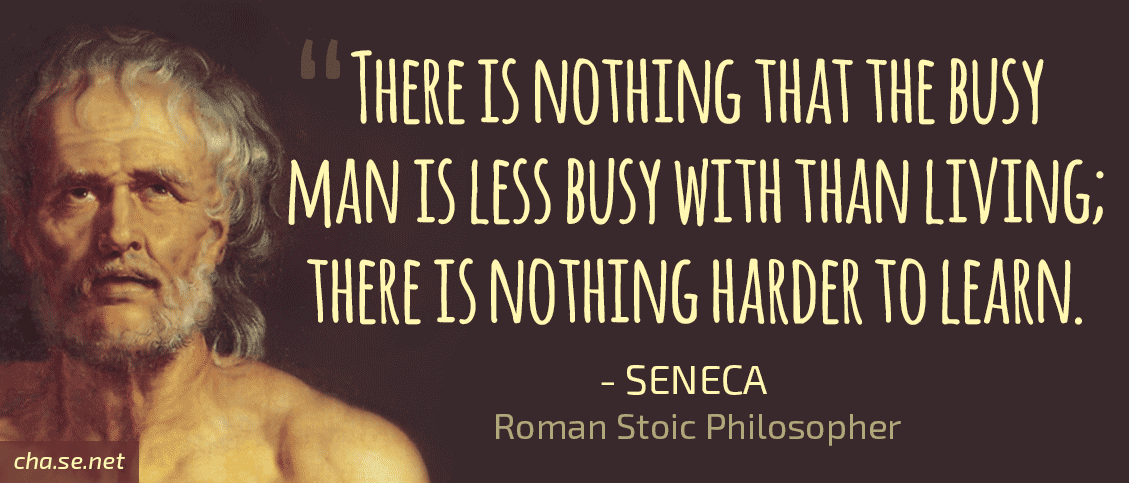 “ There is nothing that the busy
man is less busy with than living;
there is nothing harder to learn.
- SENECA
Roman Stoic Philosopher
cha.se.net